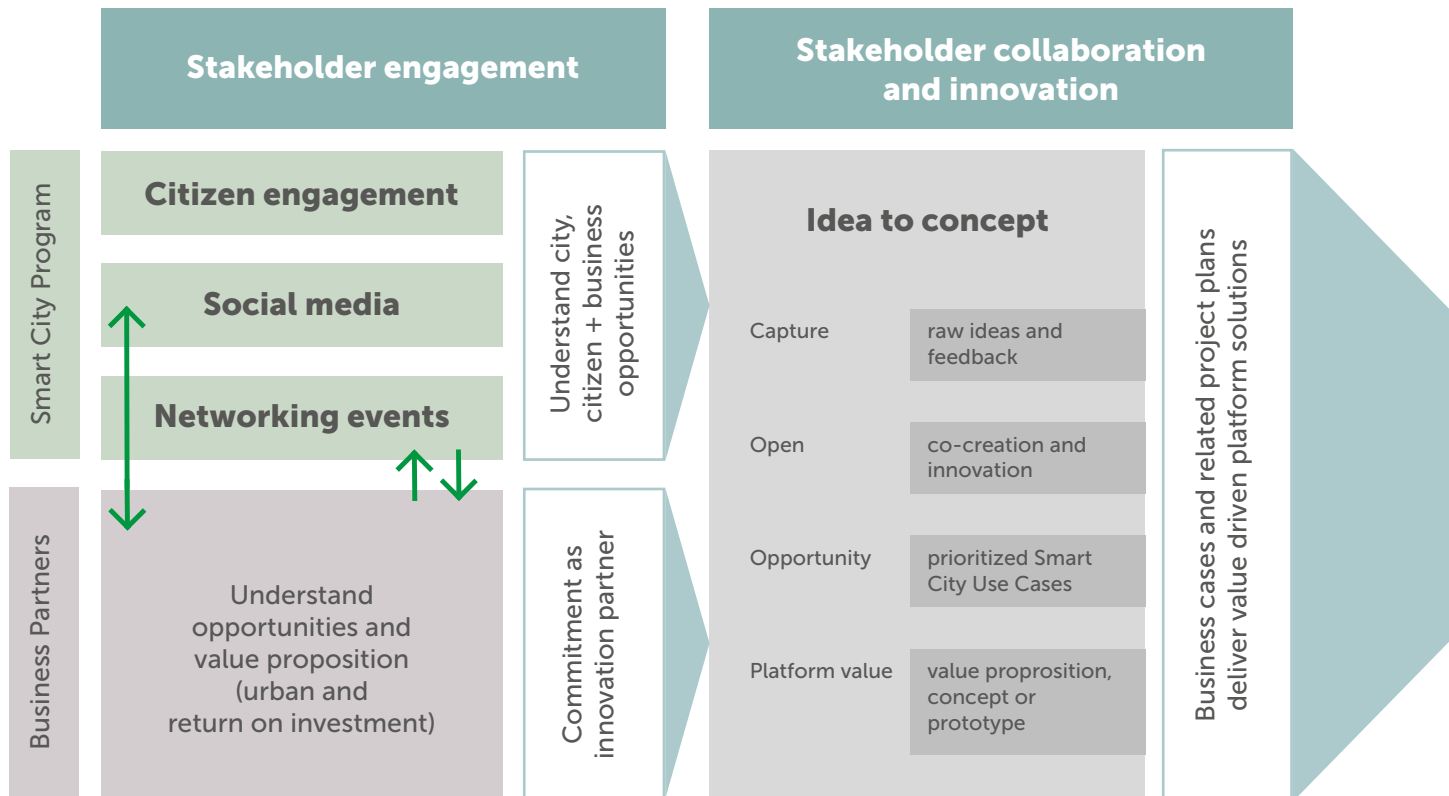 Stakeholder engagement
Stakeholder collaboration
and innovation
Smart City Program
Citizen engagement
Social media
Networking events
Understand city,
citizen + business
opportunities
Business Partners
Understand
opportunities and
value proposition
(urban and
return on investment)
Commitment as
innovation partner
Idea to concept
Capture
raw ideas and
feedback
Open
co-creation and
innovation
Opportunity
prioritized Smart
City Use Cases
Platform value
value proprosition,
concept or
prototype
Business cases and related project plans
deliver value driven platform solutions